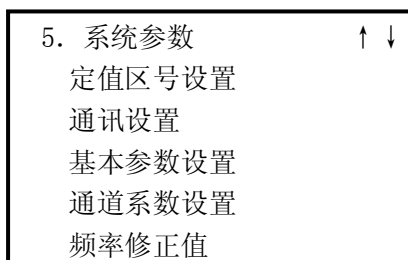 5. 系统参数 ↑↓
定值区号设置
通讯设置
基本参数设置
通道系数设置
频率修正值